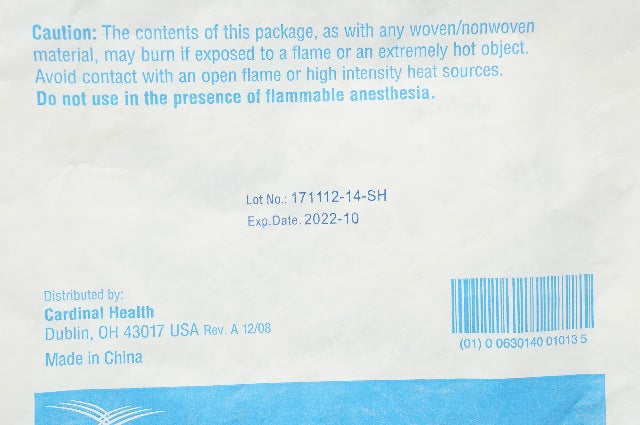 Caution: The contents of this package, as with any woven/nonwoven
material, may burn if exposed to a flame or an extremely hot object.
Avoid contact with an open flame or high intensity heat sources.
Do not use in the presence of flammable anesthesia.
Lot No.: 171112-14-SH
Exp.Date. 2022-10
Distributed by:
Cardinal Health
Dublin, OH 43017 USA Rev. A 12/08
Made in China
(01) 0 0630140 01013 5